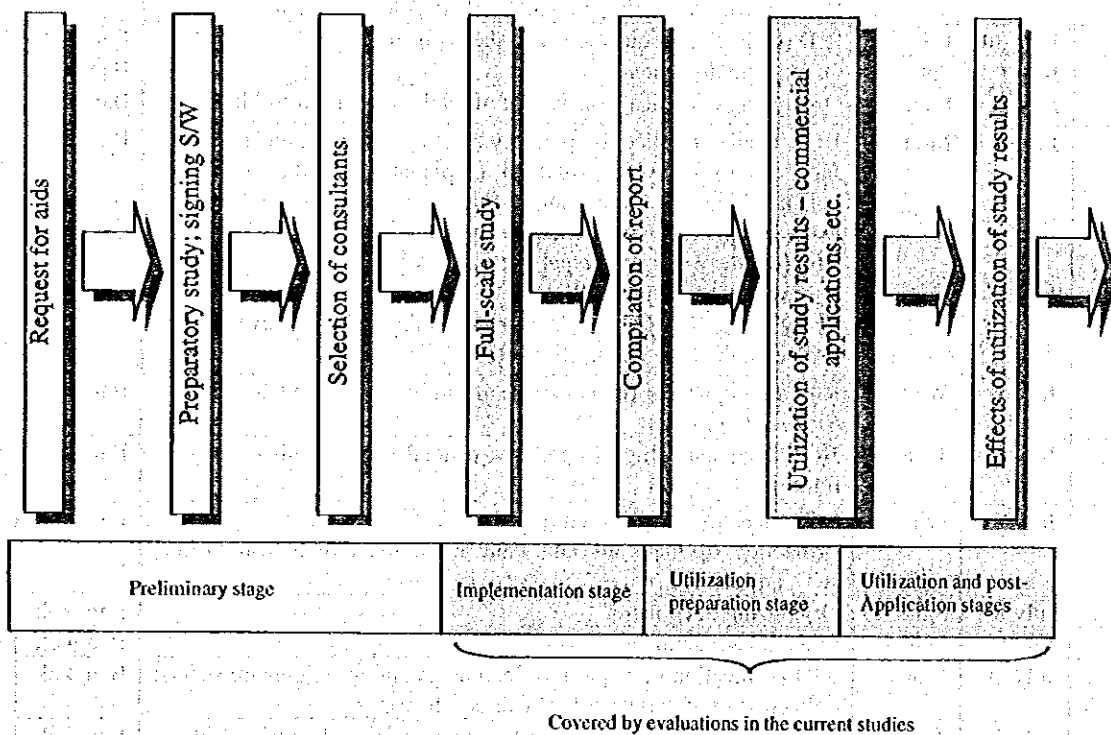 Request for aids
Preparatory study; signing S/W
Selection of consultants
Full-scale study
Compilation of report
Utilization of study results – commercial
applications, etc.
Effects of utilization of study results
Preliminary stage
Implementation stage
Utilization
preparation stage
Utilization and post-
Application stages
Covered by evaluations in the current studies